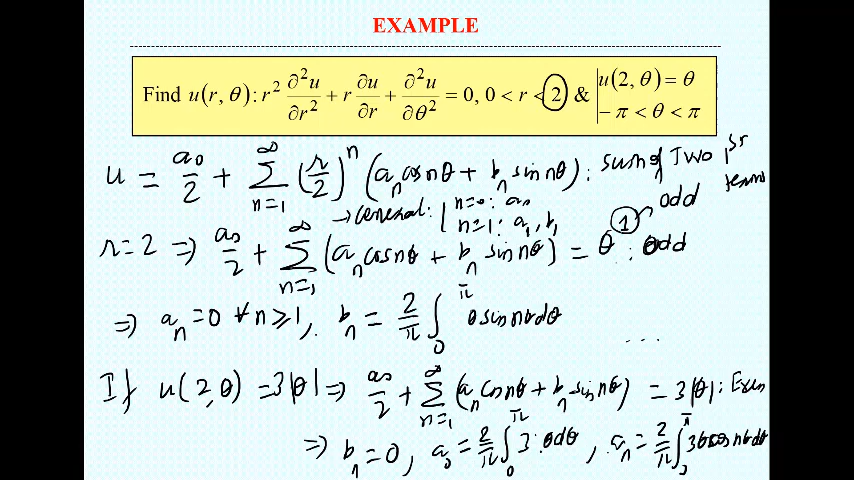 EXAMPLE
Find u(r, θ): r² ∂²u/∂r² + r ∂u/∂r + ∂²u/∂θ² = 0, 0 < r < 2 & | u(2, θ) = θ
- π < θ < π
u = a₀/2 + ∑_{n=1}^{∞} (r/2)ⁿ (aₙ cos nθ + bₙ sin nθ) : sum of Two 1st terms
→ General: | n=0: a₀
n=1: a₁, b₁
r = 2 ⇒ a₀/2 + ∑_{n=1}^{∞} (aₙ cos nθ + bₙ sin nθ) = θ^① odd : odd
⇒ aₙ = 0 ∀ n ≥ 1, bₙ = 2/π ∫₀^π θ sin nθ dθ ...
If u(2, θ) = 3|θ| ⇒ a₀/2 + ∑_{n=1}^{∞} (aₙ cos nθ + bₙ sin nθ) = 3|θ| : Even
⇒ bₙ = 0, a₀ = 2/π ∫₀^π 3·θ dθ, aₙ = 2/π ∫₀^π 3θ cos nθ dθ